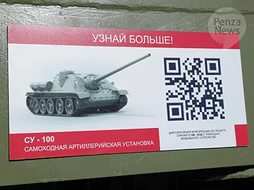 Penza
News
УЗНАЙ БОЛЬШЕ!
СУ - 100
САМОХОДНАЯ АРТИЛЛЕРИЙСКАЯ УСТАНОВКА